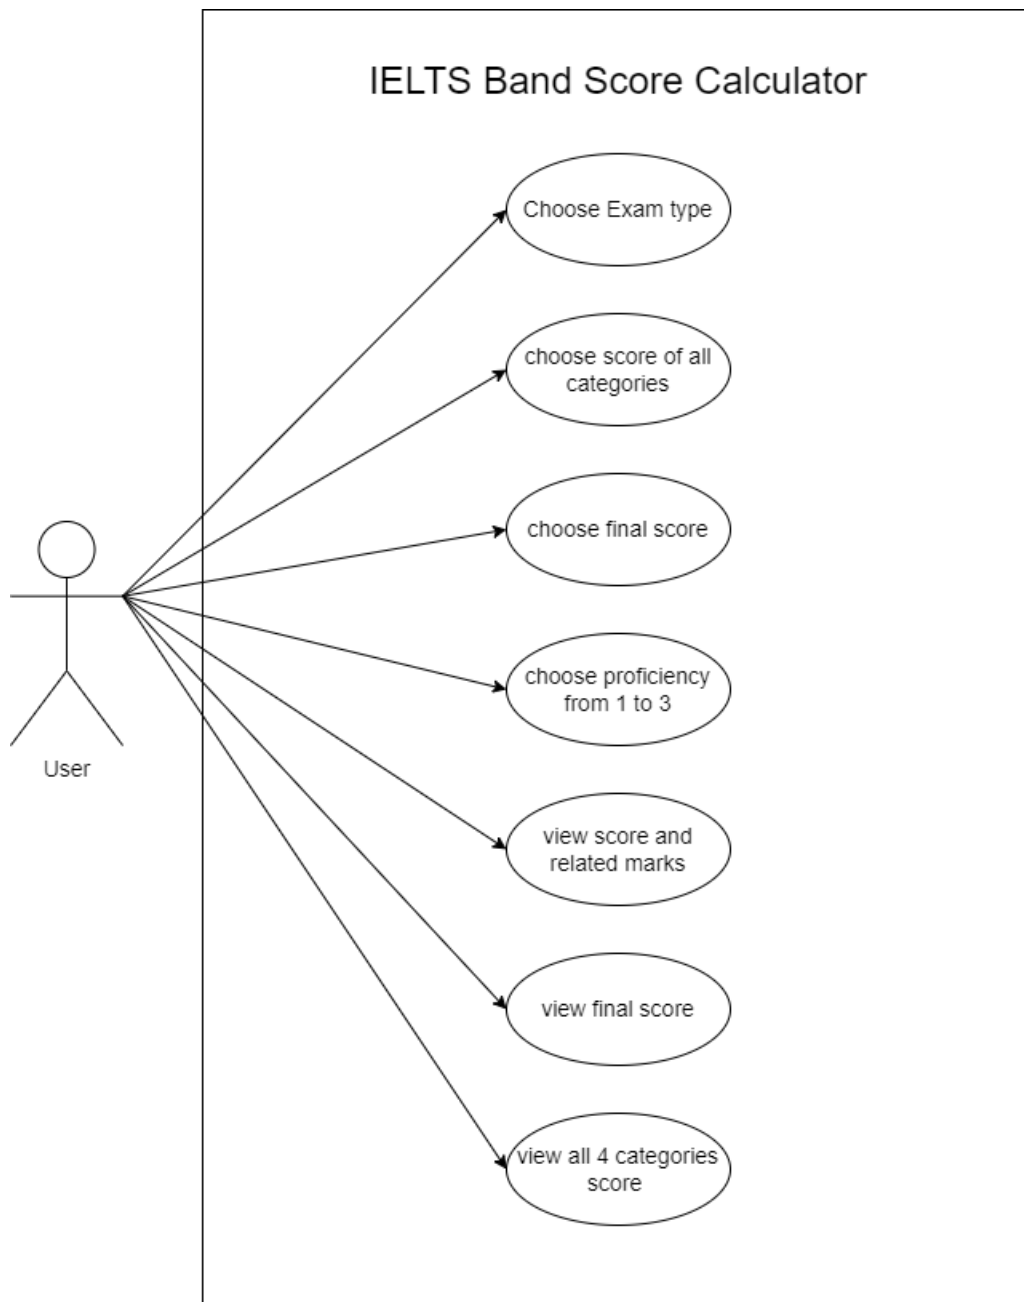 IELTS Band Score Calculator
Choose Exam type
choose score of all
categories
choose final score
choose proficiency
from 1 to 3
User
view score and
related marks
view final score
view all 4 categories
score